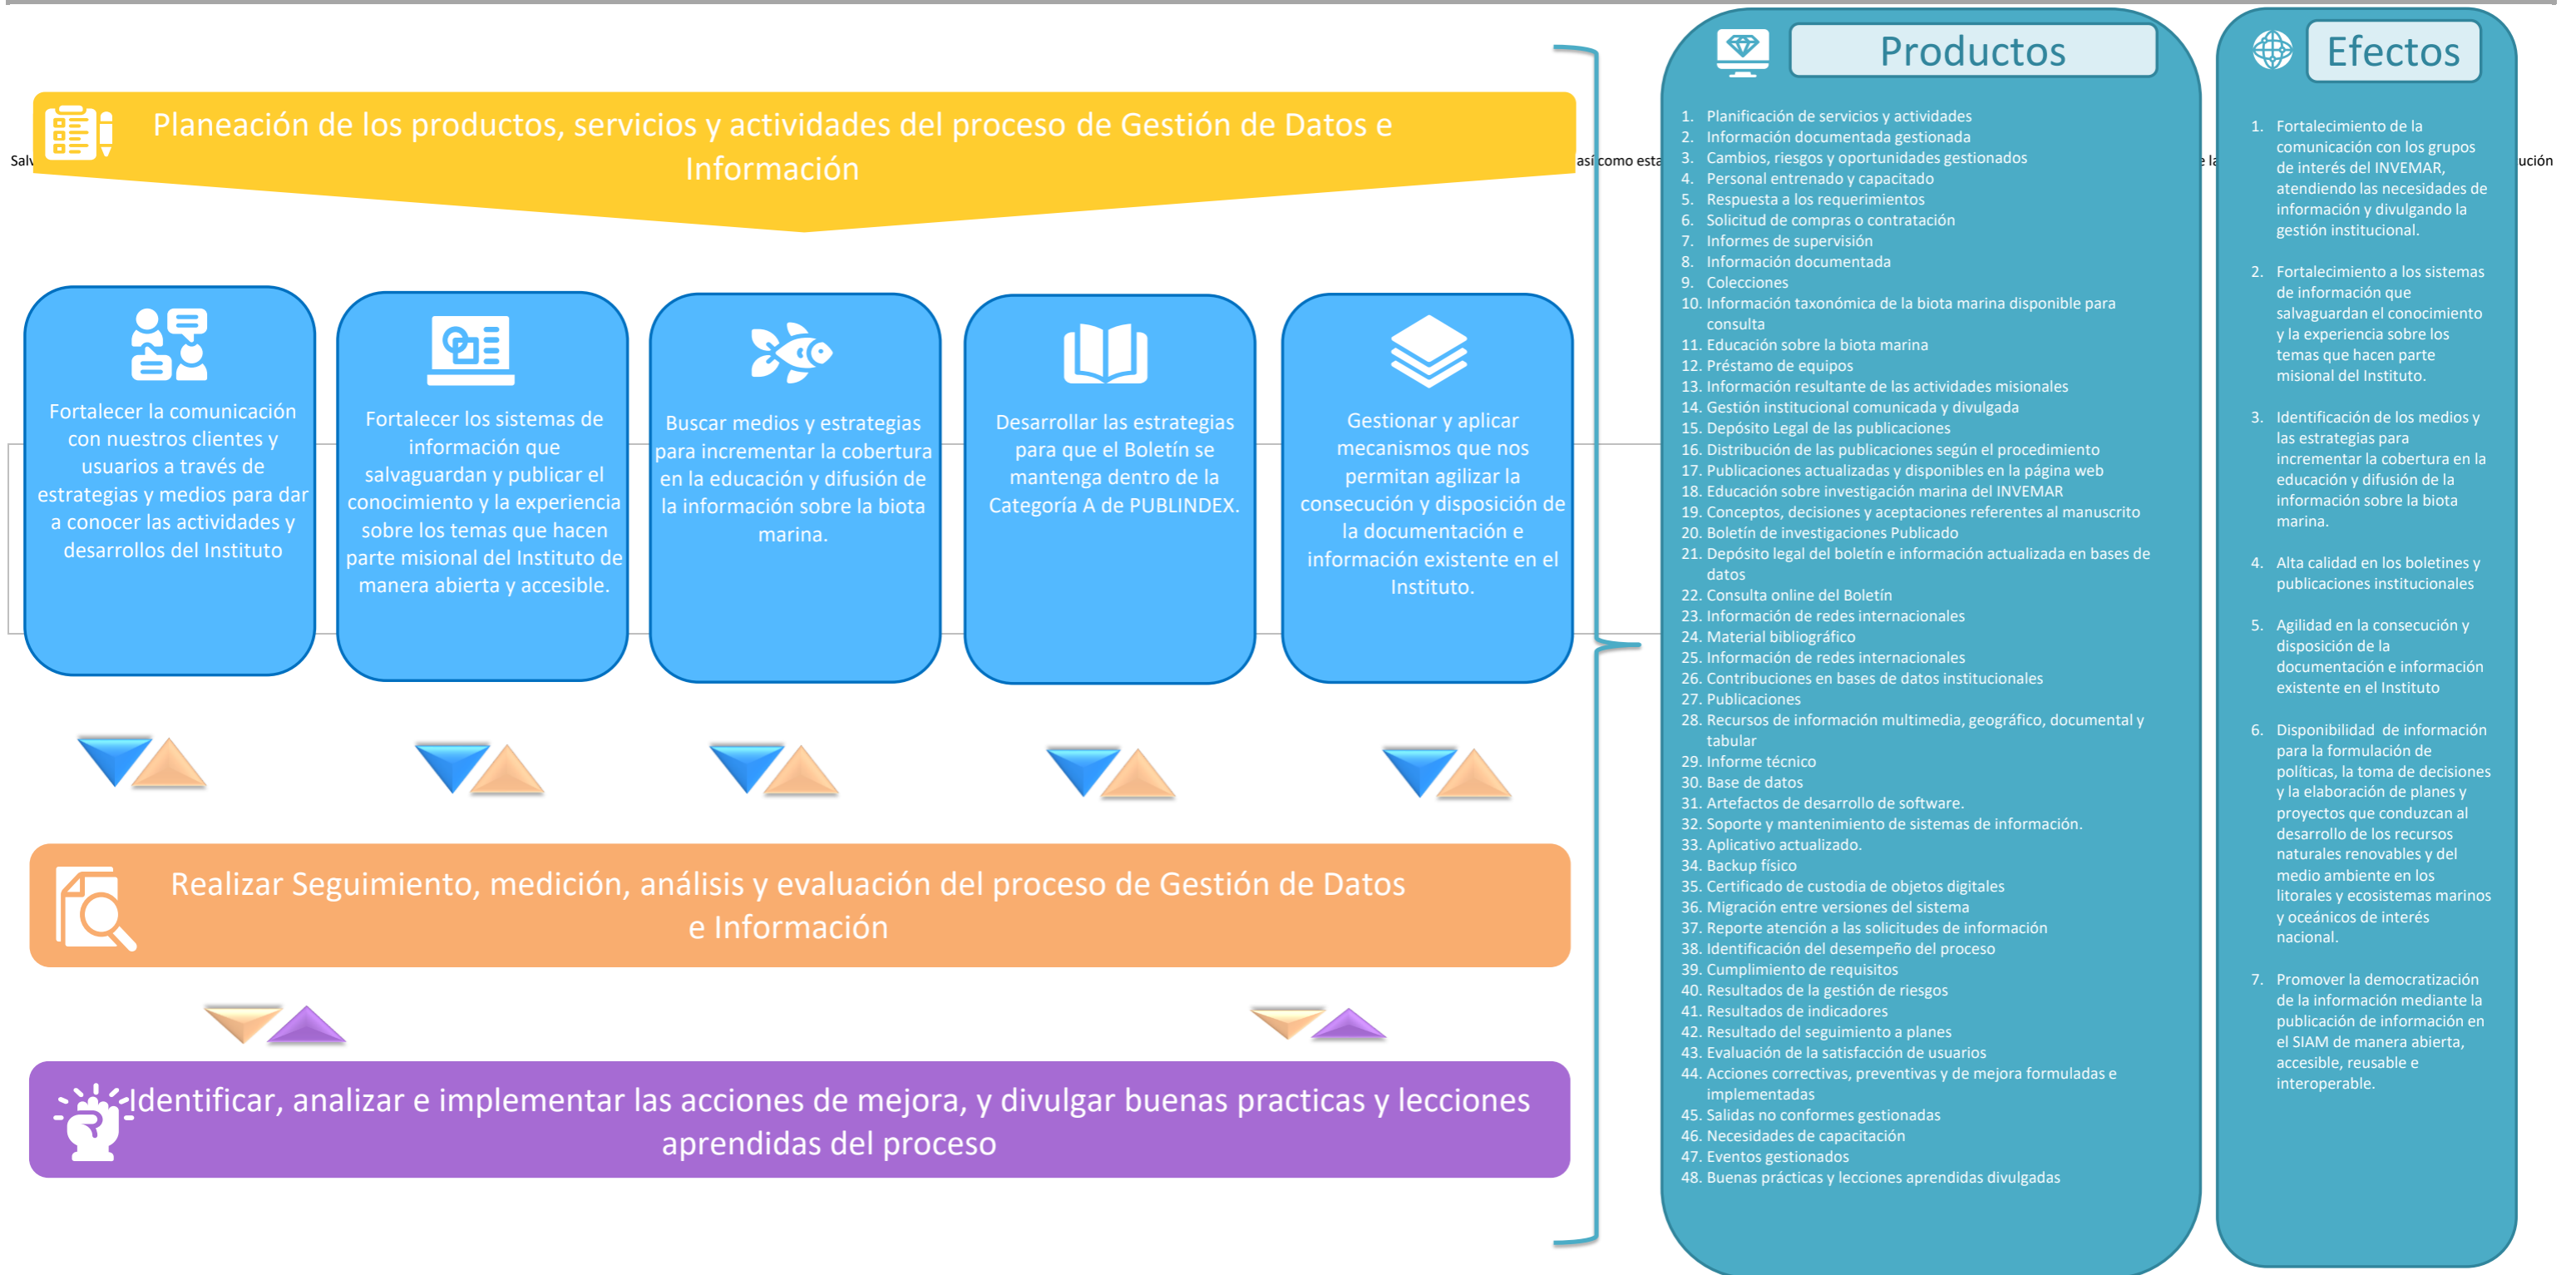 Planeación de los productos, servicios y actividades del proceso de Gestión de Datos e
Información
así como esta
ución
Fortalecer la comunicación
con nuestros clientes y
usuarios a través de
estrategias y medios para dar
a conocer las actividades y
desarrollos del Instituto
Fortalecer los sistemas de
información que
salvaguardan y publicar el
conocimiento y la experiencia
sobre los temas que hacen
parte misional del Instituto de
manera abierta y accesible.
Buscar medios y estrategias
para incrementar la cobertura
en la educación y difusión de
la información sobre la biota
marina.
Desarrollar las estrategias
para que el Boletín se
mantenga dentro de la
Categoría A de PUBLINDEX.
Gestionar y aplicar
mecanismos que nos
permitan agilizar la
consecución y disposición de
la documentación e
información existente en el
Instituto.
Realizar Seguimiento, medición, análisis y evaluación del proceso de Gestión de Datos
e Información
Identificar, analizar e implementar las acciones de mejora, y divulgar buenas practicas y lecciones
aprendidas del proceso
Productos
1. Planificación de servicios y actividades
2. Información documentada gestionada
3. Cambios, riesgos y oportunidades gestionados
4. Personal entrenado y capacitado
5. Respuesta a los requerimientos
6. Solicitud de compras o contratación
7. Informes de supervisión
8. Información documentada
9. Colecciones
10. Información taxonómica de la biota marina disponible para
consulta
11. Educación sobre la biota marina
12. Préstamo de equipos
13. Información resultante de las actividades misionales
14. Gestión institucional comunicada y divulgada
15. Depósito Legal de las publicaciones
16. Distribución de las publicaciones según el procedimiento
17. Publicaciones actualizadas y disponibles en la página web
18. Educación sobre investigación marina del INVEMAR
19. Conceptos, decisiones y aceptaciones referentes al manuscrito
20. Boletín de investigaciones Publicado
21. Depósito legal del boletín e información actualizada en bases de
datos
22. Consulta online del Boletín
23. Información de redes internacionales
24. Material bibliográfico
25. Información de redes internacionales
26. Contribuciones en bases de datos institucionales
27. Publicaciones
28. Recursos de información multimedia, geográfico, documental y
tabular
29. Informe técnico
30. Base de datos
31. Artefactos de desarrollo de software.
32. Soporte y mantenimiento de sistemas de información.
33. Aplicativo actualizado.
34. Backup físico
35. Certificado de custodia de objetos digitales
36. Migración entre versiones del sistema
37. Reporte atención a las solicitudes de información
38. Identificación del desempeño del proceso
39. Cumplimiento de requisitos
40. Resultados de la gestión de riesgos
41. Resultados de indicadores
42. Resultado del seguimiento a planes
43. Evaluación de la satisfacción de usuarios
44. Acciones correctivas, preventivas y de mejora formuladas e
implementadas
45. Salidas no conformes gestionadas
46. Necesidades de capacitación
47. Eventos gestionados
48. Buenas prácticas y lecciones aprendidas divulgadas
Efectos
1. Fortalecimiento de la
comunicación con los grupos
de interés del INVEMAR,
atendiendo las necesidades de
información y divulgando la
gestión institucional.
2. Fortalecimiento a los sistemas
de información que
salvaguardan el conocimiento
y la experiencia sobre los
temas que hacen parte
misional del Instituto.
3. Identificación de los medios y
las estrategias para
incrementar la cobertura en la
educación y difusión de la
información sobre la biota
marina.
4. Alta calidad en los boletines y
publicaciones institucionales
5. Agilidad en la consecución y
disposición de la
documentación e información
existente en el Instituto
6. Disponibilidad de información
para la formulación de
políticas, la toma de decisiones
y la elaboración de planes y
proyectos que conduzcan al
desarrollo de los recursos
naturales renovables y del
medio ambiente en los
litorales y ecosistemas marinos
y oceánicos de interés
nacional.
7. Promover la democratización
de la información mediante la
publicación de información en
el SIAM de manera abierta,
accesible, reusable e
interoperable.